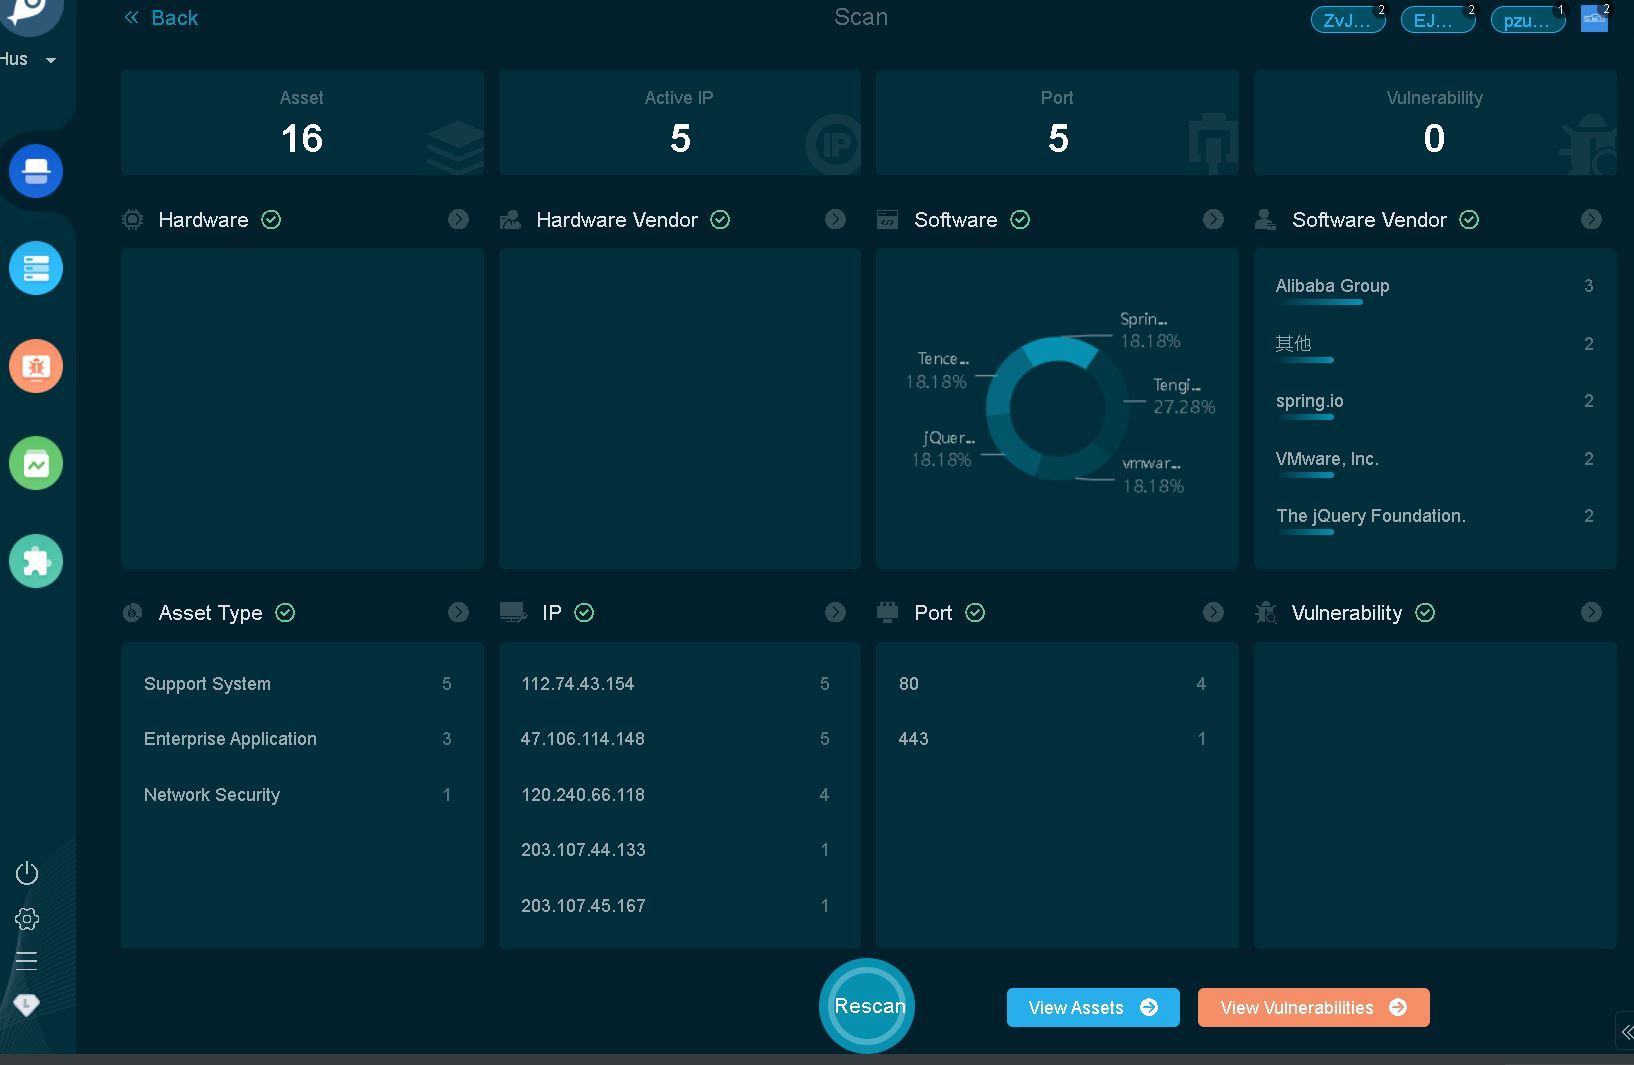 Back
Scan
ZvJ... 2
EJ... 2
pzu... 1
2
Hus
Asset
16
Active IP
5
Port
5
Vulnerability
0
IP
Hardware
Hardware Vendor
Software
Software Vendor
Sprin...
18.18%
Tence...
18.18%
Tengi...
27.28%
jQuer...
18.18%
vmwar...
18.18%
Alibaba Group 3
其他 2
spring.io 2
VMware, Inc. 2
The jQuery Foundation. 2
Asset Type
IP
Port
Vulnerability
Support System 5
Enterprise Application 3
Network Security 1
112.74.43.154 5
47.106.114.148 5
120.240.66.118 4
203.107.44.133 1
203.107.45.167 1
80 4
443 1
L
Rescan
View Assets
View Vulnerabilities